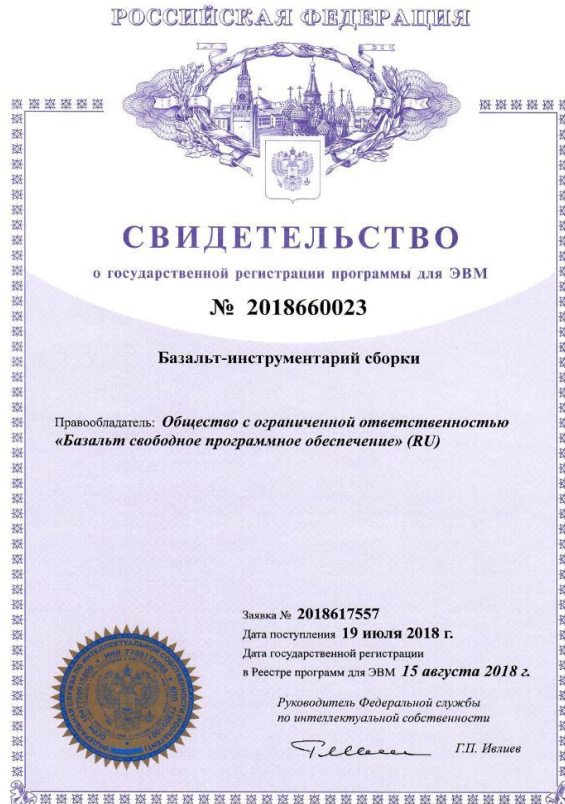 РОССИЙСКАЯ ФЕДЕРАЦИЯ
СВИДЕТЕЛЬСТВО
о государственной регистрации программы для ЭВМ
№ 2018660023
Базальт-инструментарий сборки
Правообладатель: Общество с ограниченной ответственностью
«Базальт свободное программное обеспечение» (RU)
Заявка № 2018617557
Дата поступления 19 июля 2018 г.
Дата государственной регистрации
в Реестре программ для ЭВМ 15 августа 2018 г.
Руководитель Федеральной службы
по интеллектуальной собственности
Г.П. Ивлиев